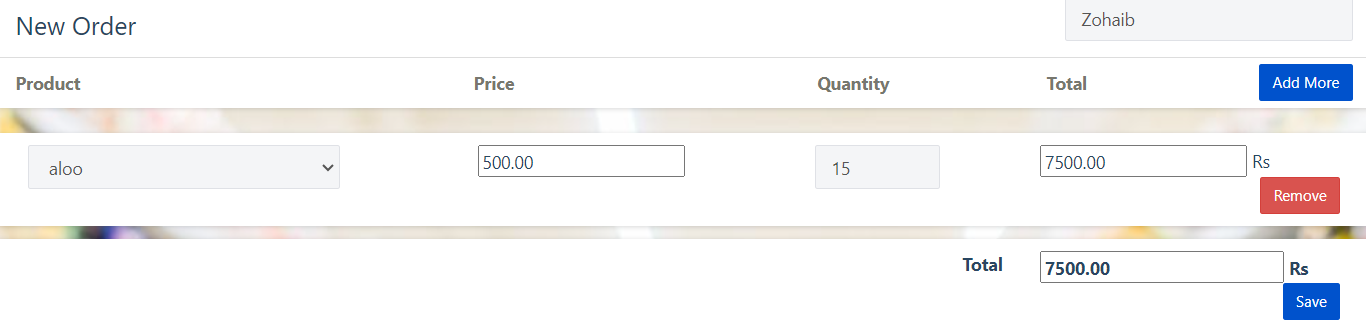 New Order
Zohaib
Product Price Quantity Total Add More
aloo 500.00 15 7500.00 Rs
Remove
Total 7500.00 Rs
Save